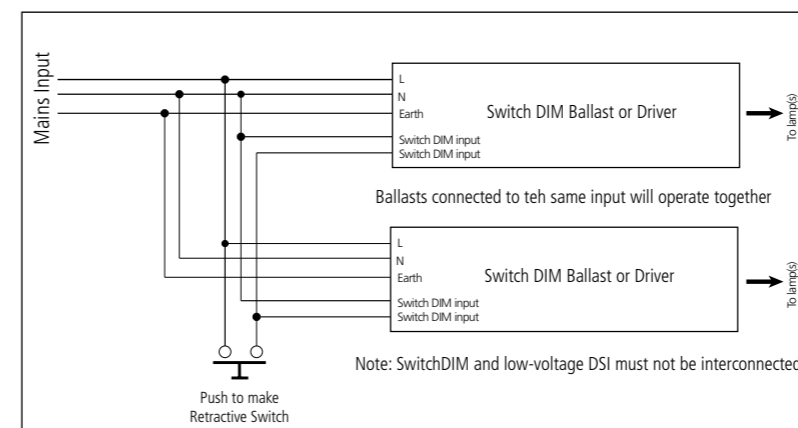 Mains Input
L
N
Earth
Switch DIM input
Switch DIM input
Switch DIM Ballast or Driver
To lamp(s)
Ballasts connected to teh same input will operate together
L
N
Earth
Switch DIM input
Switch DIM input
Switch DIM Ballast or Driver
To lamp(s)
Note: SwitchDIM and low-voltage DSI must not be interconnected
Push to make
Retractive Switch